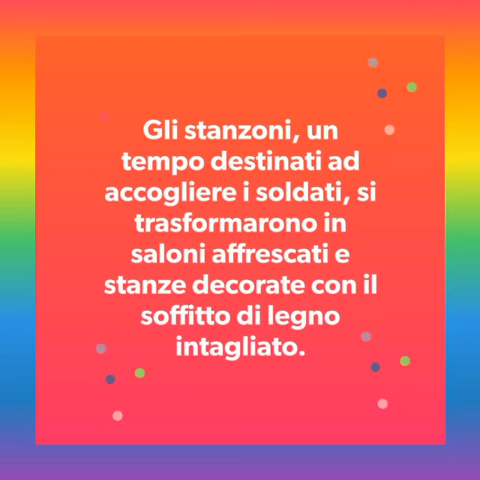 Gli stanzoni, un
tempo destinati ad
accogliere i soldati, si
trasformarono in
saloni affrescati e
stanze decorate con il
soffitto di legno
intagliato.